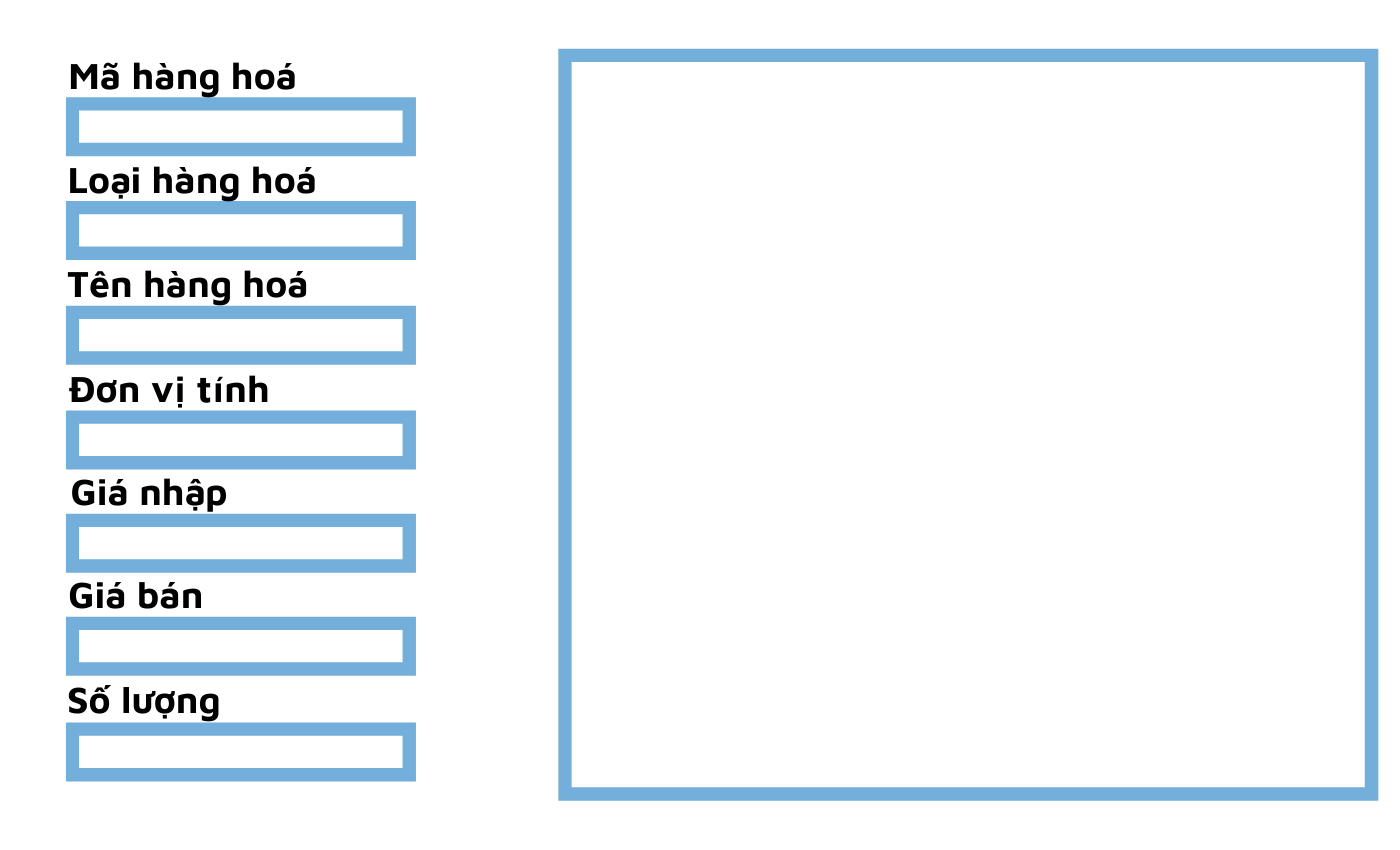 Mã hàng hoá
Loại hàng hoá
Tên hàng hoá
Đơn vị tính
Giá nhập
Giá bán
Số lượng